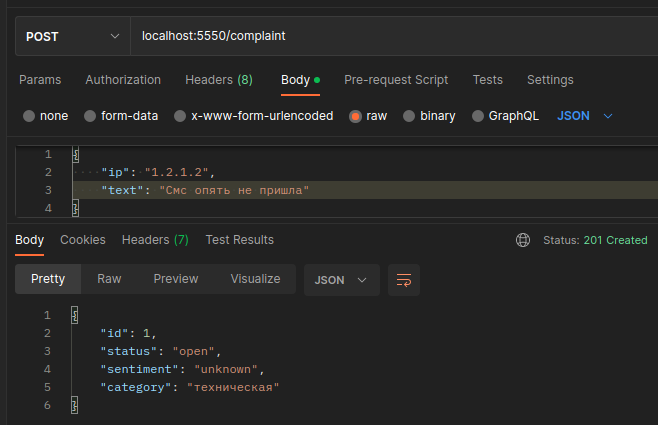 POST localhost:5550/complaint
Params Authorization Headers (8) Body Pre-request Script Tests Settings
none form-data x-www-form-urlencoded raw binary GraphQL JSON
1 {
2 "ip": "1.2.1.2",
3 "text": "Смс опять не пришла"
4 }
Body Cookies Headers (7) Test Results Status: 201 Created
Pretty Raw Preview Visualize JSON
1 {
2 "id": 1,
3 "status": "open",
4 "sentiment": "unknown",
5 "category": "техническая"
6 }